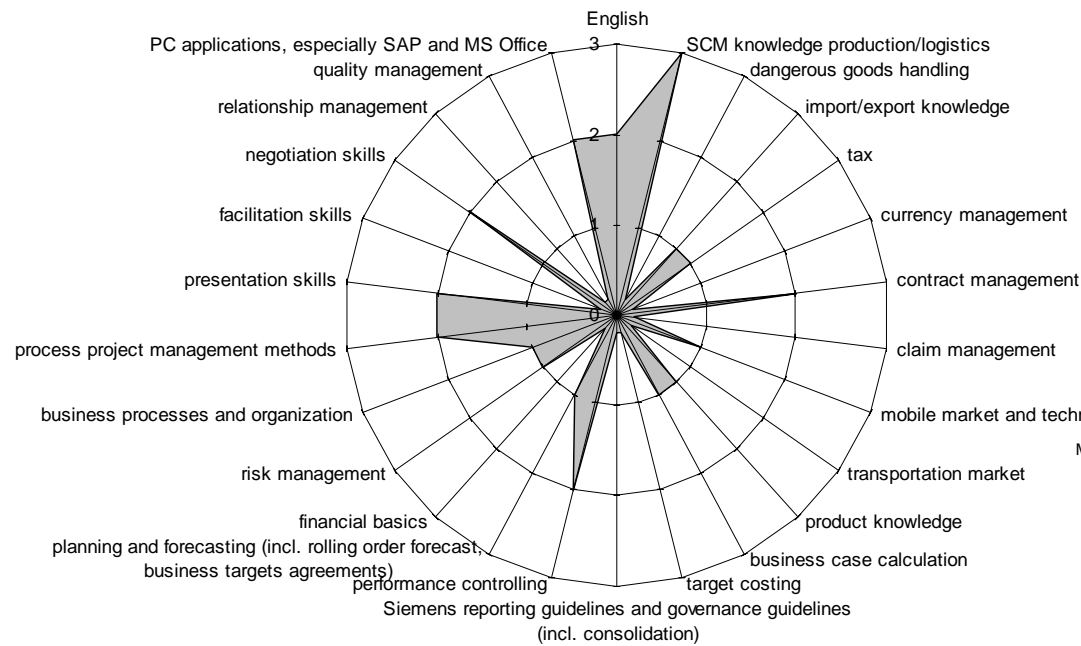 English
PC applications, especially SAP and MS Office
3
SCM knowledge production/logistics
quality management
dangerous goods handling
relationship management
import/export knowledge
2
negotiation skills
tax
facilitation skills
1
currency management
presentation skills
contract management
0
process project management methods
claim management
business processes and organization
mobile market and techn
M
risk management
transportation market
financial basics
product knowledge
planning and forecasting (incl. rolling order forecast,
business targets agreements)
business case calculation
performance controlling
target costing
Siemens reporting guidelines and governance guidelines
(incl. consolidation)